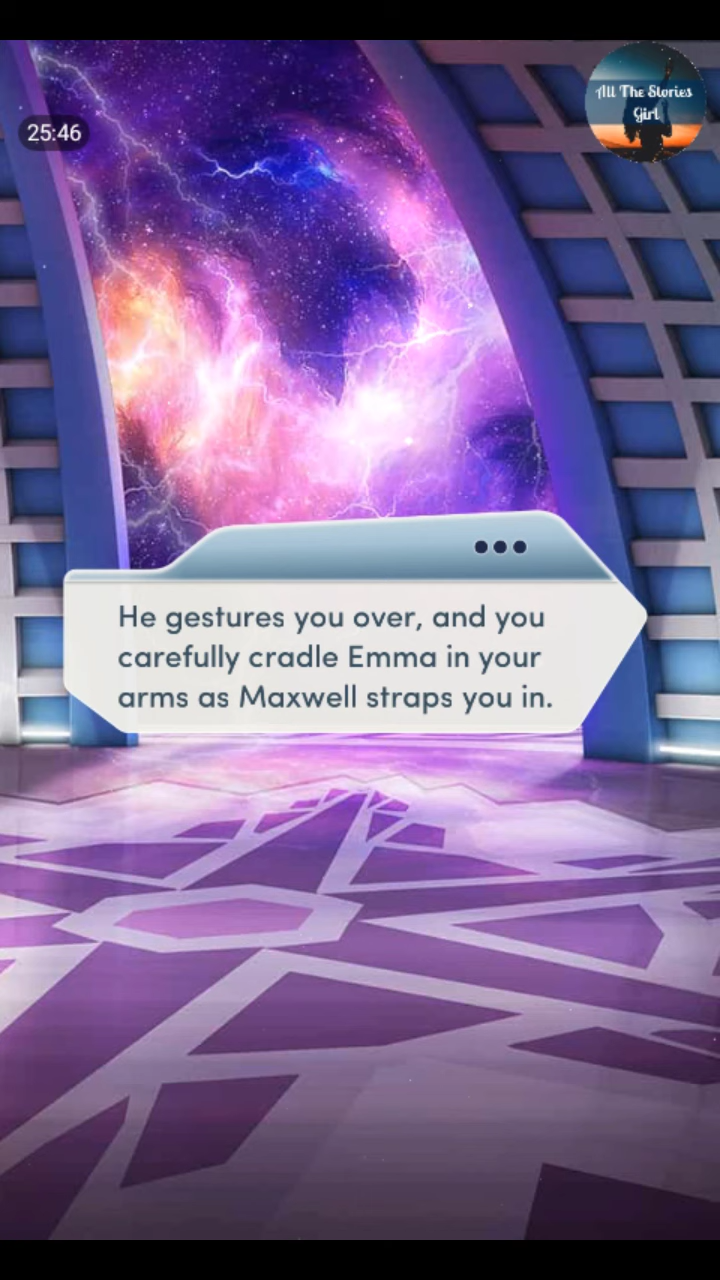 All The Stories
Girl
25:46
He gestures you over, and you
carefully cradle Emma in your
arms as Maxwell straps you in.